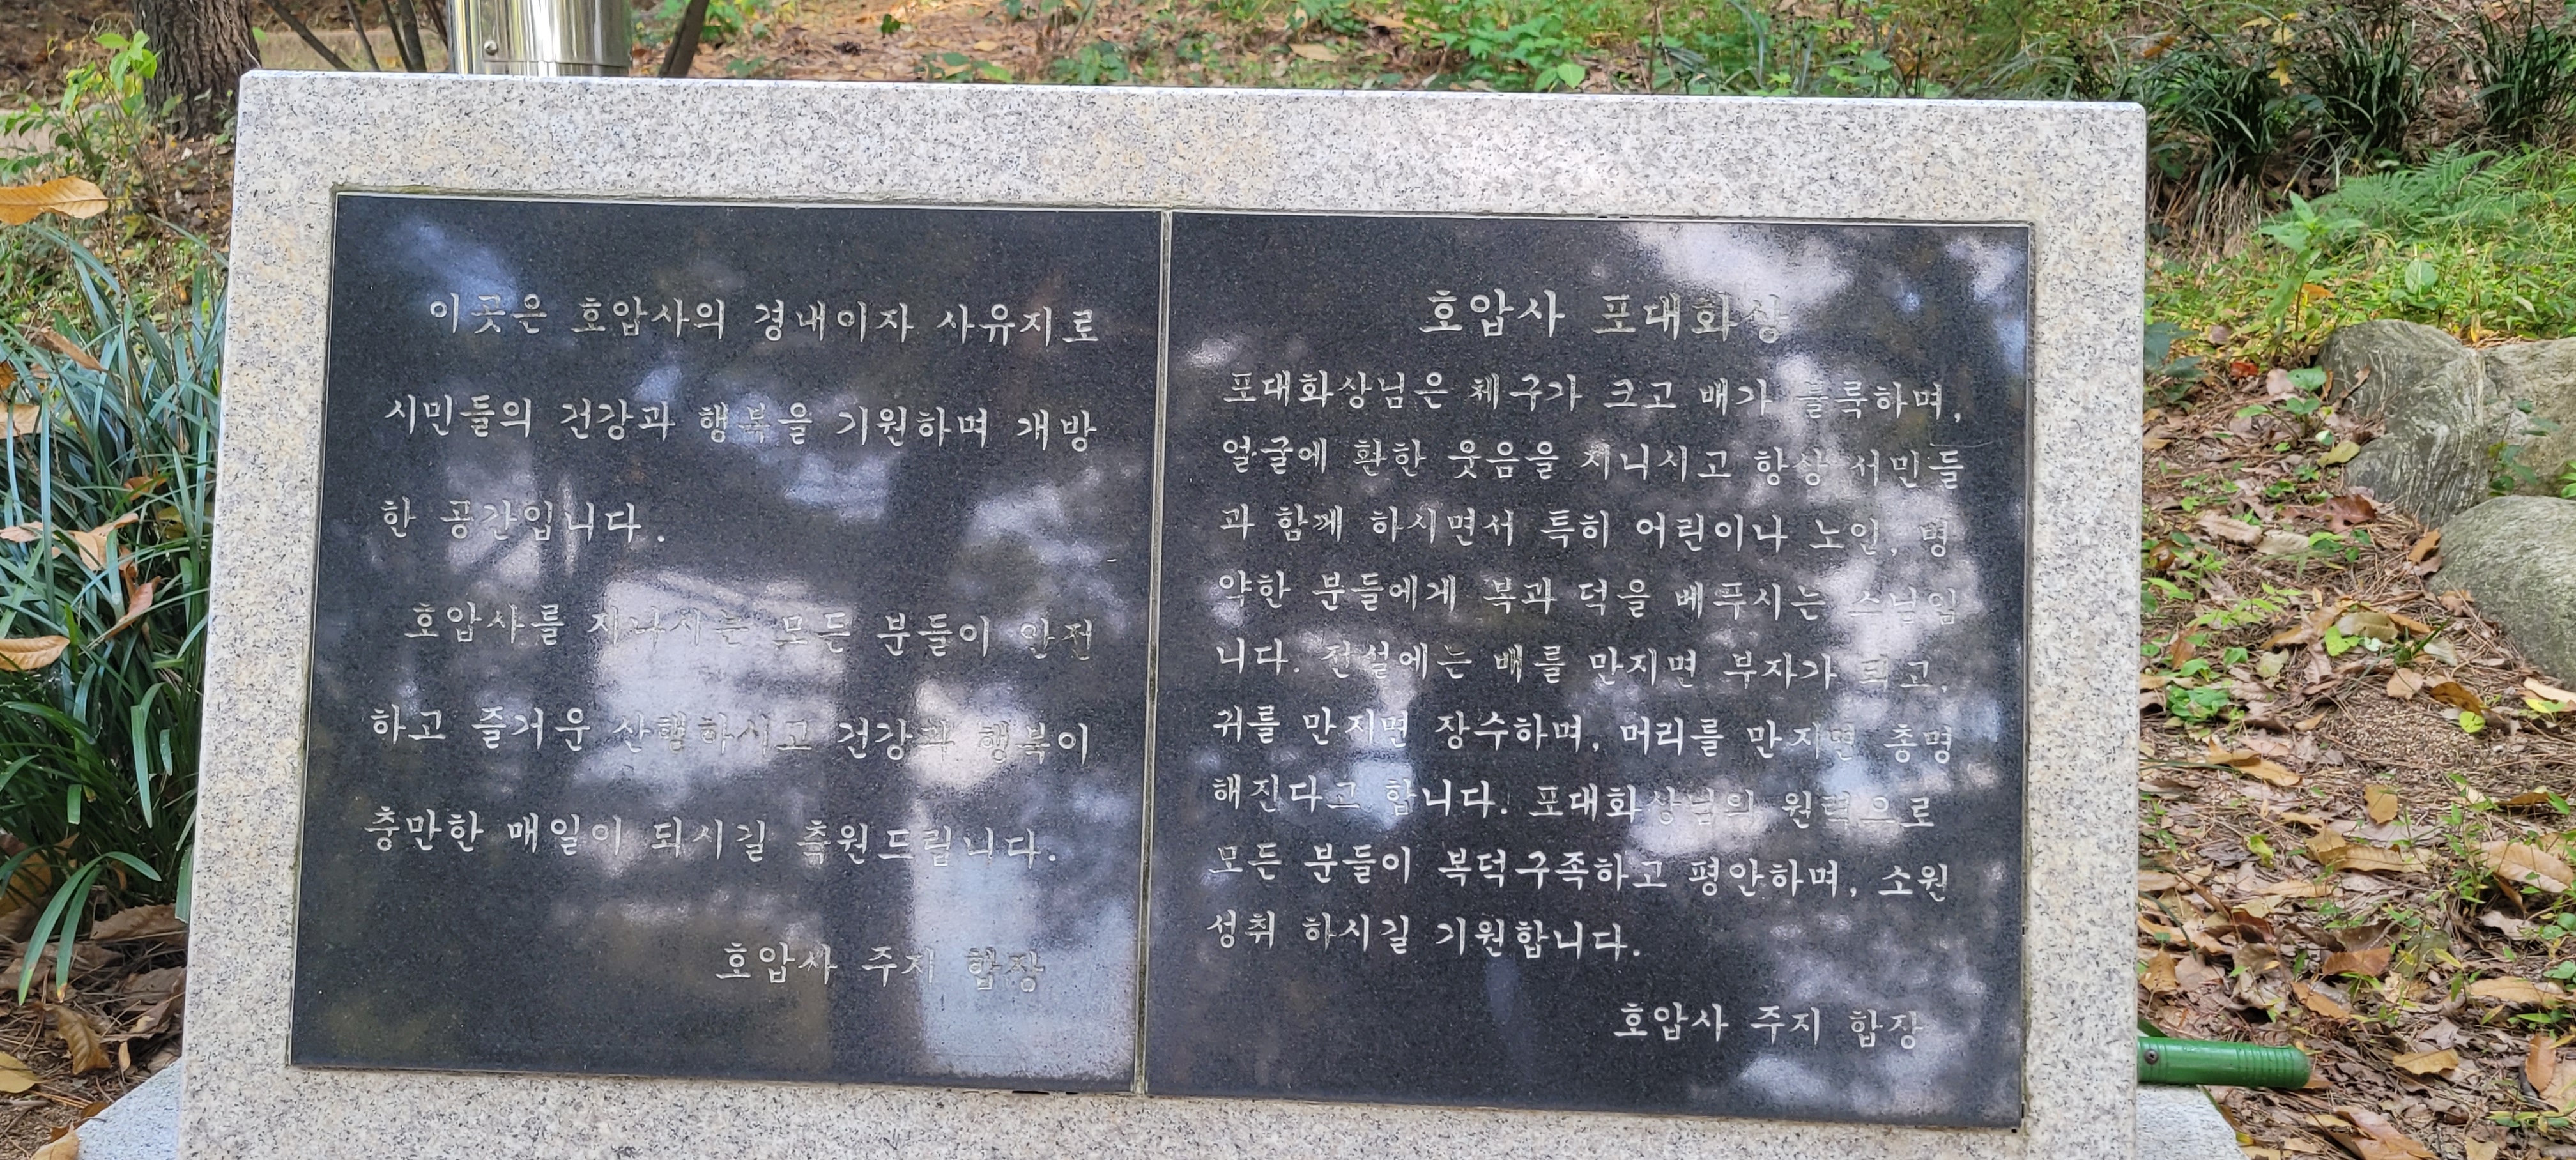 이곳은 호압사의 경내이자 사유지로
시민들의 건강과 행복을 기원하며 개방
한 공간입니다.
호압사를 지나시는 모든 분들이 안전
하고 즐거운 산행하시고 건강과 행복이
충만한 매일이 되시길 축원드립니다.
호압사 주지 합장
호압사 포대화상
포대화상님은 체구가 크고 배가 불룩하며,
얼굴에 환한 웃음을 지니시고 항상 서민들
과 함께 하시면서 특히 어린이나 노인, 병
약한 분들에게 복과 덕을 베푸시는 스님입
니다. 전설에는 배를 만지면 부자가 되고,
귀를 만지면 장수하며, 머리를 만지면 총명
해진다고 합니다. 포대화상님의 원력으로
모든 분들이 복덕구족하고 평안하며, 소원
성취 하시길 기원합니다.
호압사 주지 합장